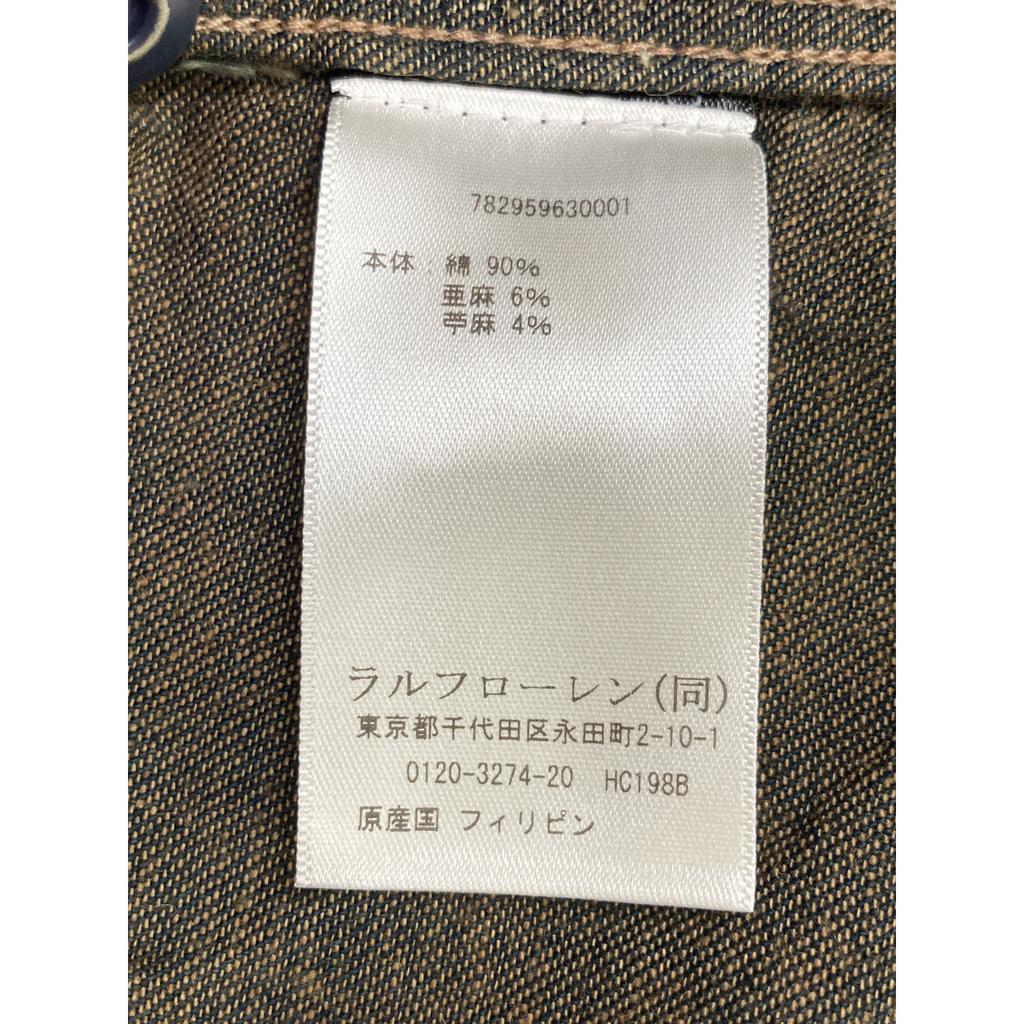 782959630001
本体：綿 90%
亜麻 6%
苧麻 4%
ラルフローレン(同)
東京都千代田区永田町2-10-1
0120-3274-20 HC198B
原産国 フィリピン